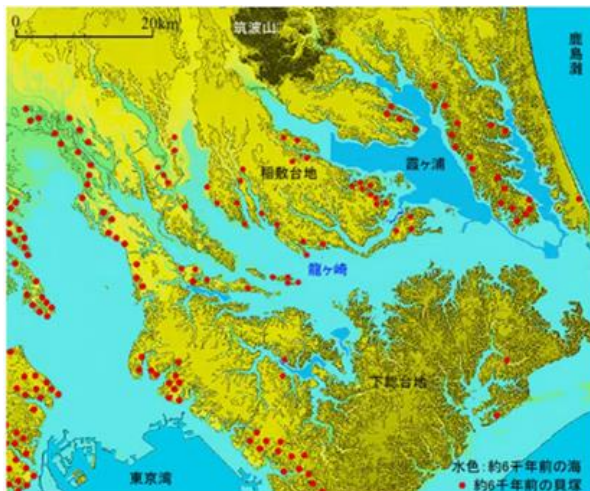 0 20km
筑波山
鹿島灘
霞ヶ浦
稲敷台地
龍ヶ崎
下総台地
水色：約6千年前の海
東京湾
● 約6千年前の貝塚